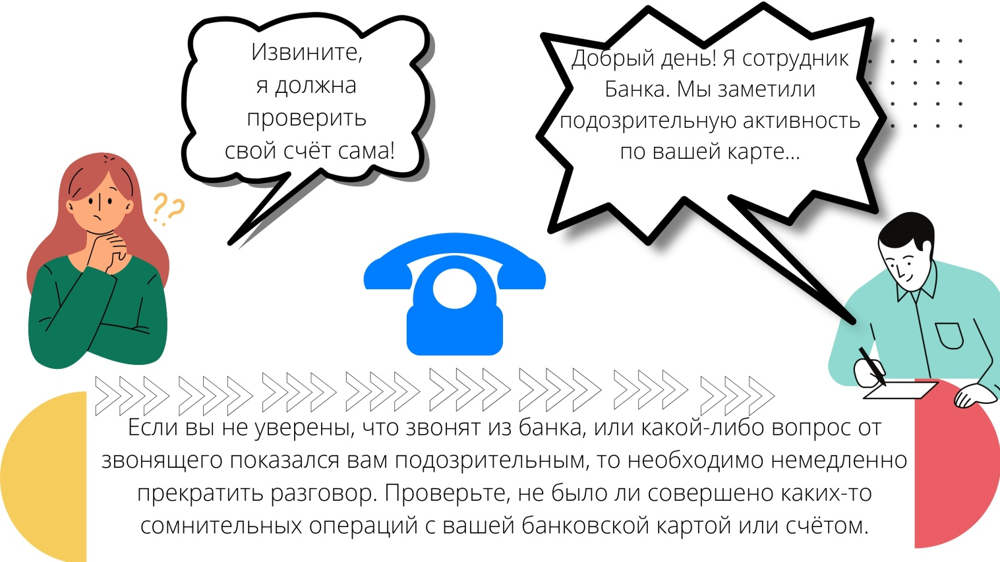 Извините,
я должна
проверить
свой счёт сама!
Добрый день! Я сотрудник
Банка. Мы заметили
подозрительную активность
по вашей карте...
??
Если вы не уверены, что звонят из банка, или какой-либо вопрос от
звонящего показался вам подозрительным, то необходимо немедленно
прекратить разговор. Проверьте, не было ли совершено каких-то
сомнительных операций с вашей банковской картой или счётом.